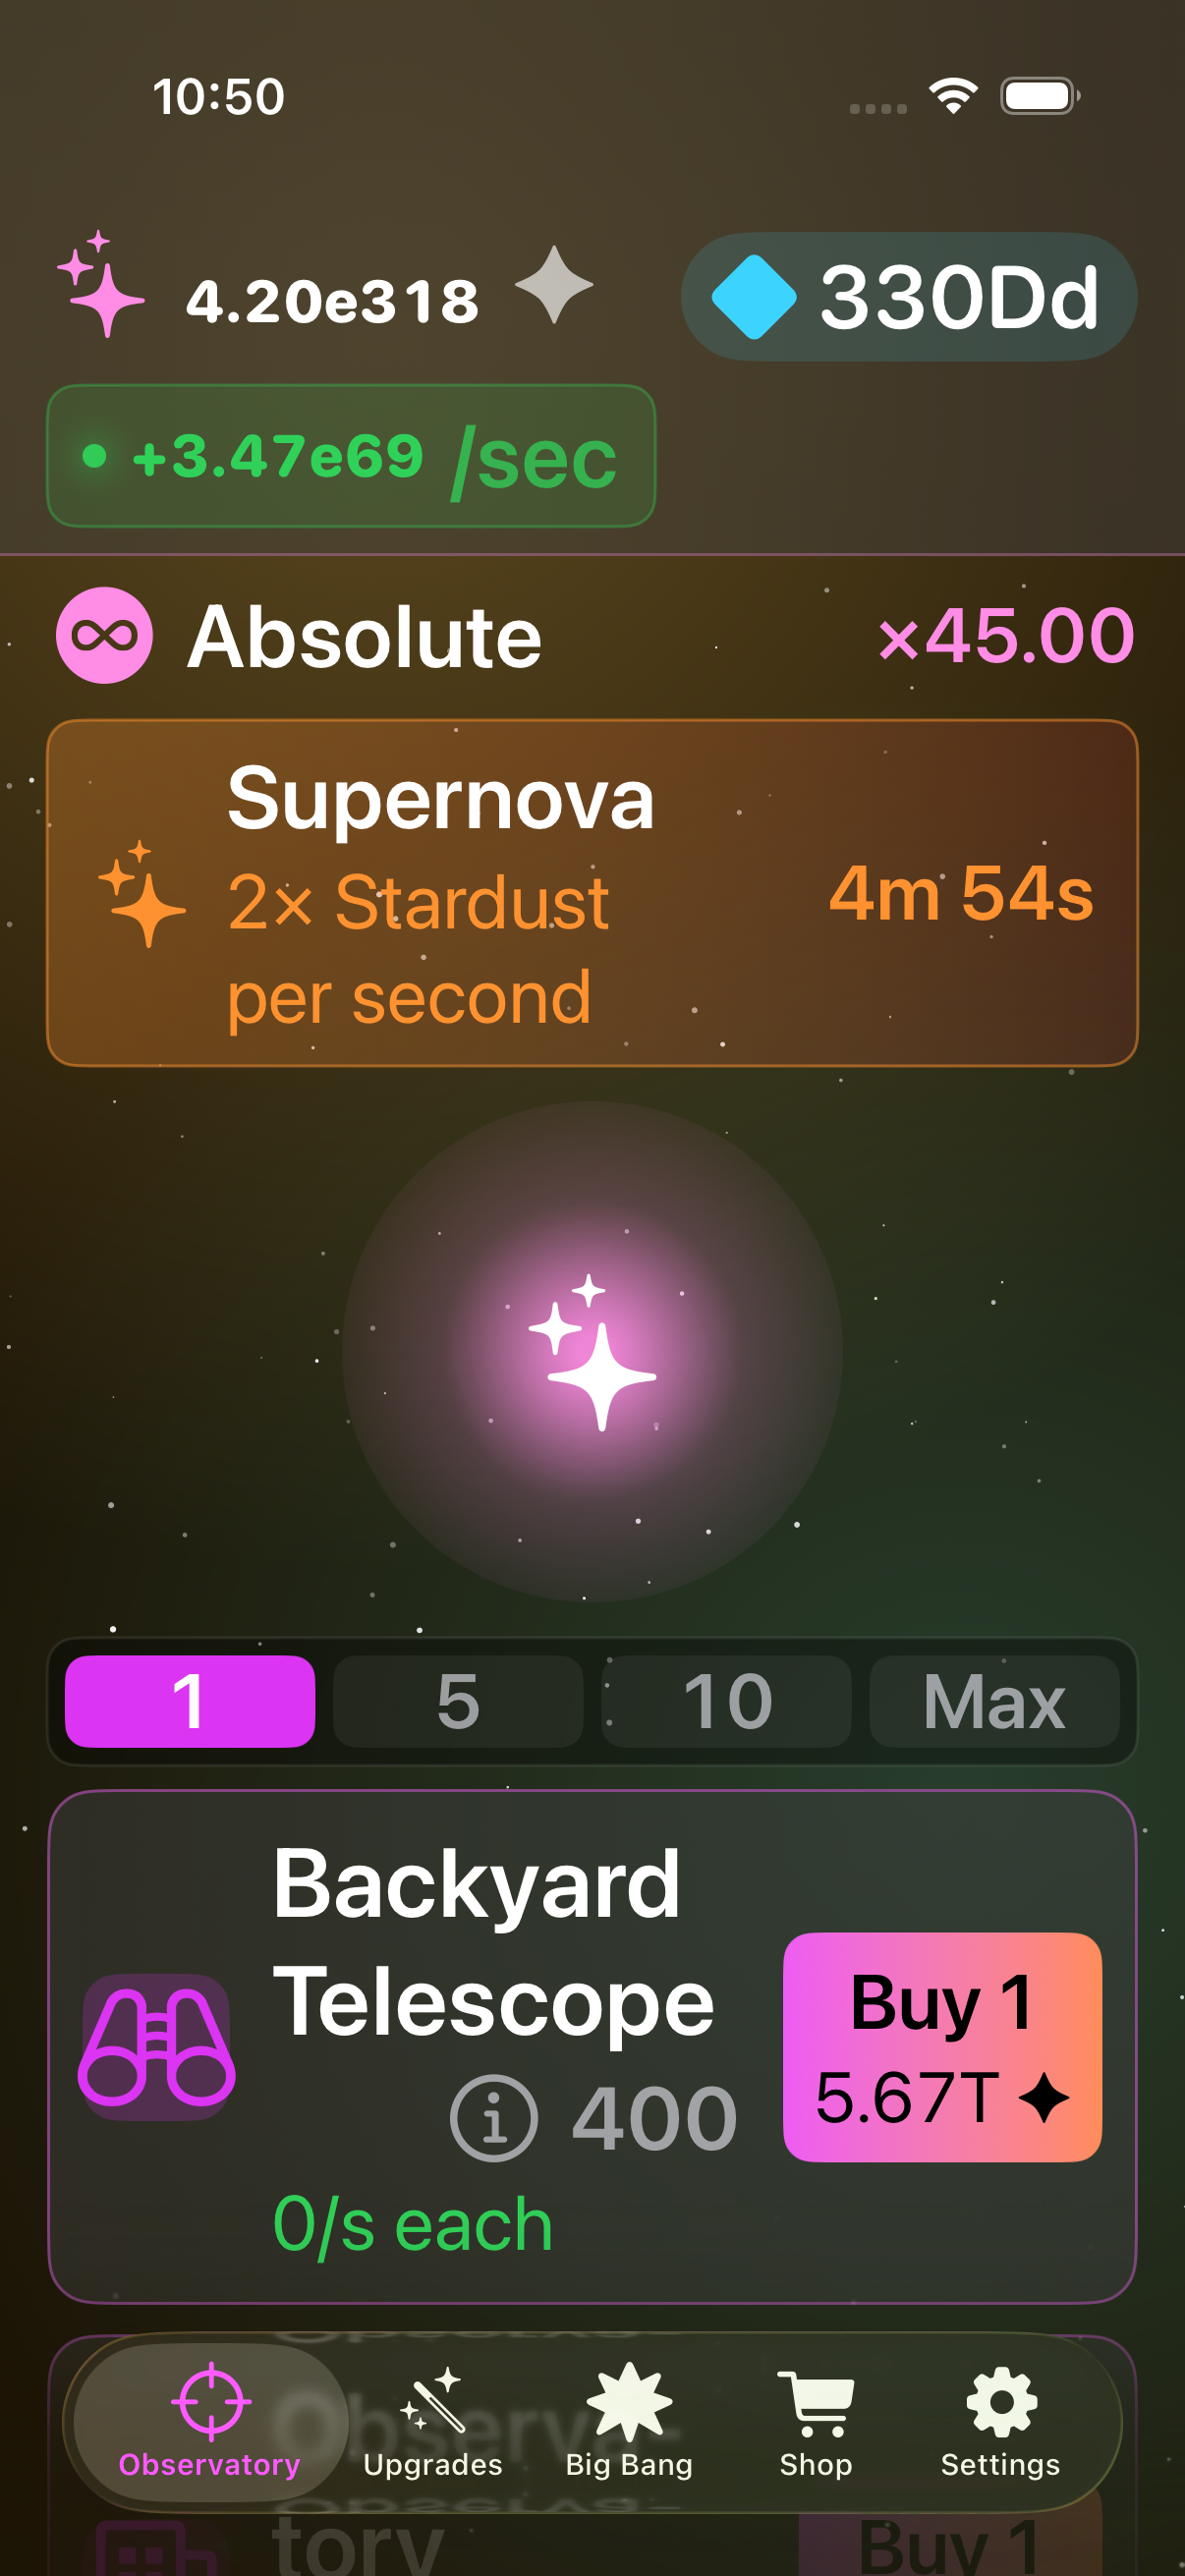 10:50
4.20e318
330Dd
+3.47e69 /sec
Absolute
×45.00
Supernova
2× Stardust
per second
4m 54s
1
5
10
Max
Backyard
Telescope
400
0/s each
Buy 1
5.67T
Observa-
tory
Buy 1
Observatory
Upgrades
Big Bang
Shop
Settings